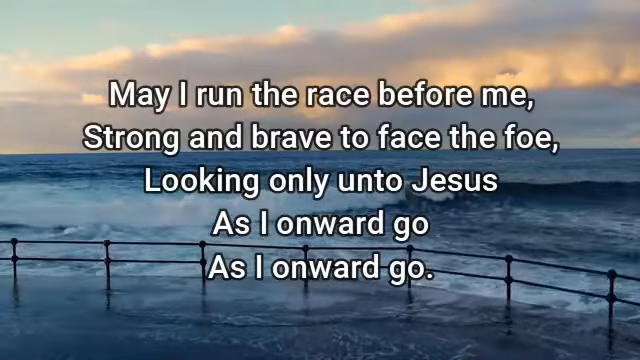 May I run the race before me,
Strong and brave to face the foe,
Looking only unto Jesus
As I onward go
As I onward go.